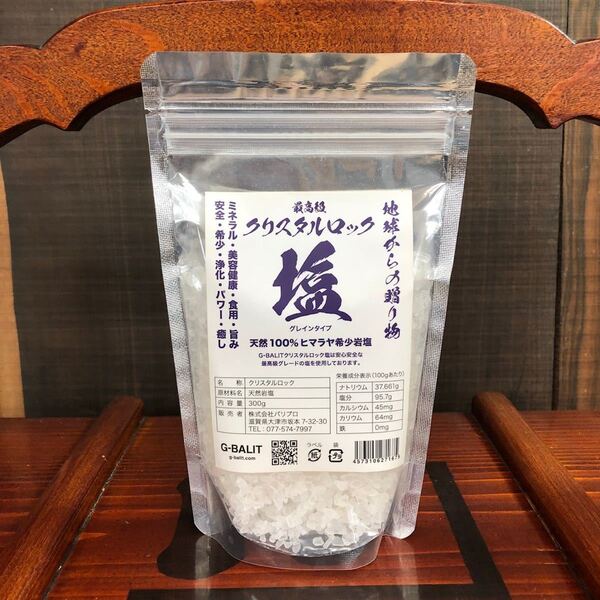 最高級
クリスタルロック
塩
グレインタイプ
地球からの贈り物
ミネラル・美容健康・食用・旨み
安全・希少・浄化・パワー・癒し
天然100%ヒマラヤ希少岩塩
G-BALITクリスタルロック塩は安心安全な
最高級グレードの塩を使用しております。
名称 クリスタルロック
原材料名 天然岩塩
内容量 300g
販売者 株式会社バリプロ
滋賀県大津市坂本 7-32-30
TEL：077-574-7997
栄養成分表示（100gあたり）
ナトリウム 37.661g
塩分 95.7g
カルシウム 45mg
カリウム 64mg
鉄 0mg
G-BALIT
g-balit.com
ラベル 袋
紙 プラ